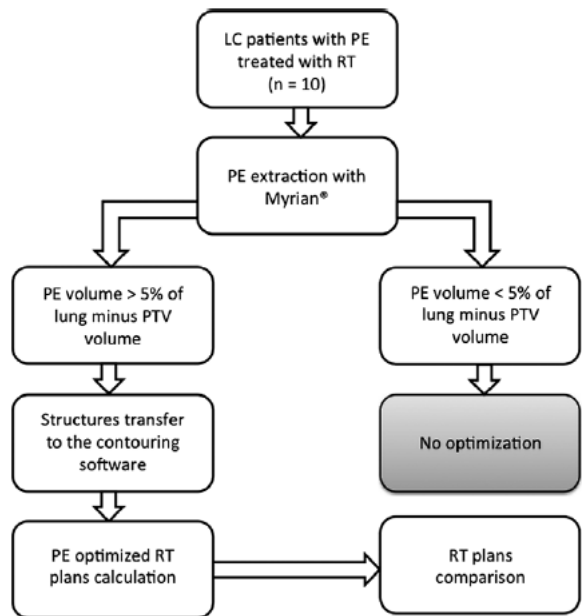 LC patients with PE
treated with RT
(n = 10)
PE extraction with
Myrian®
PE volume > 5% of
lung minus PTV
volume
PE volume < 5% of
lung minus PTV
volume
Structures transfer
to the contouring
software
No optimization
PE optimized RT
plans calculation
RT plans
comparison